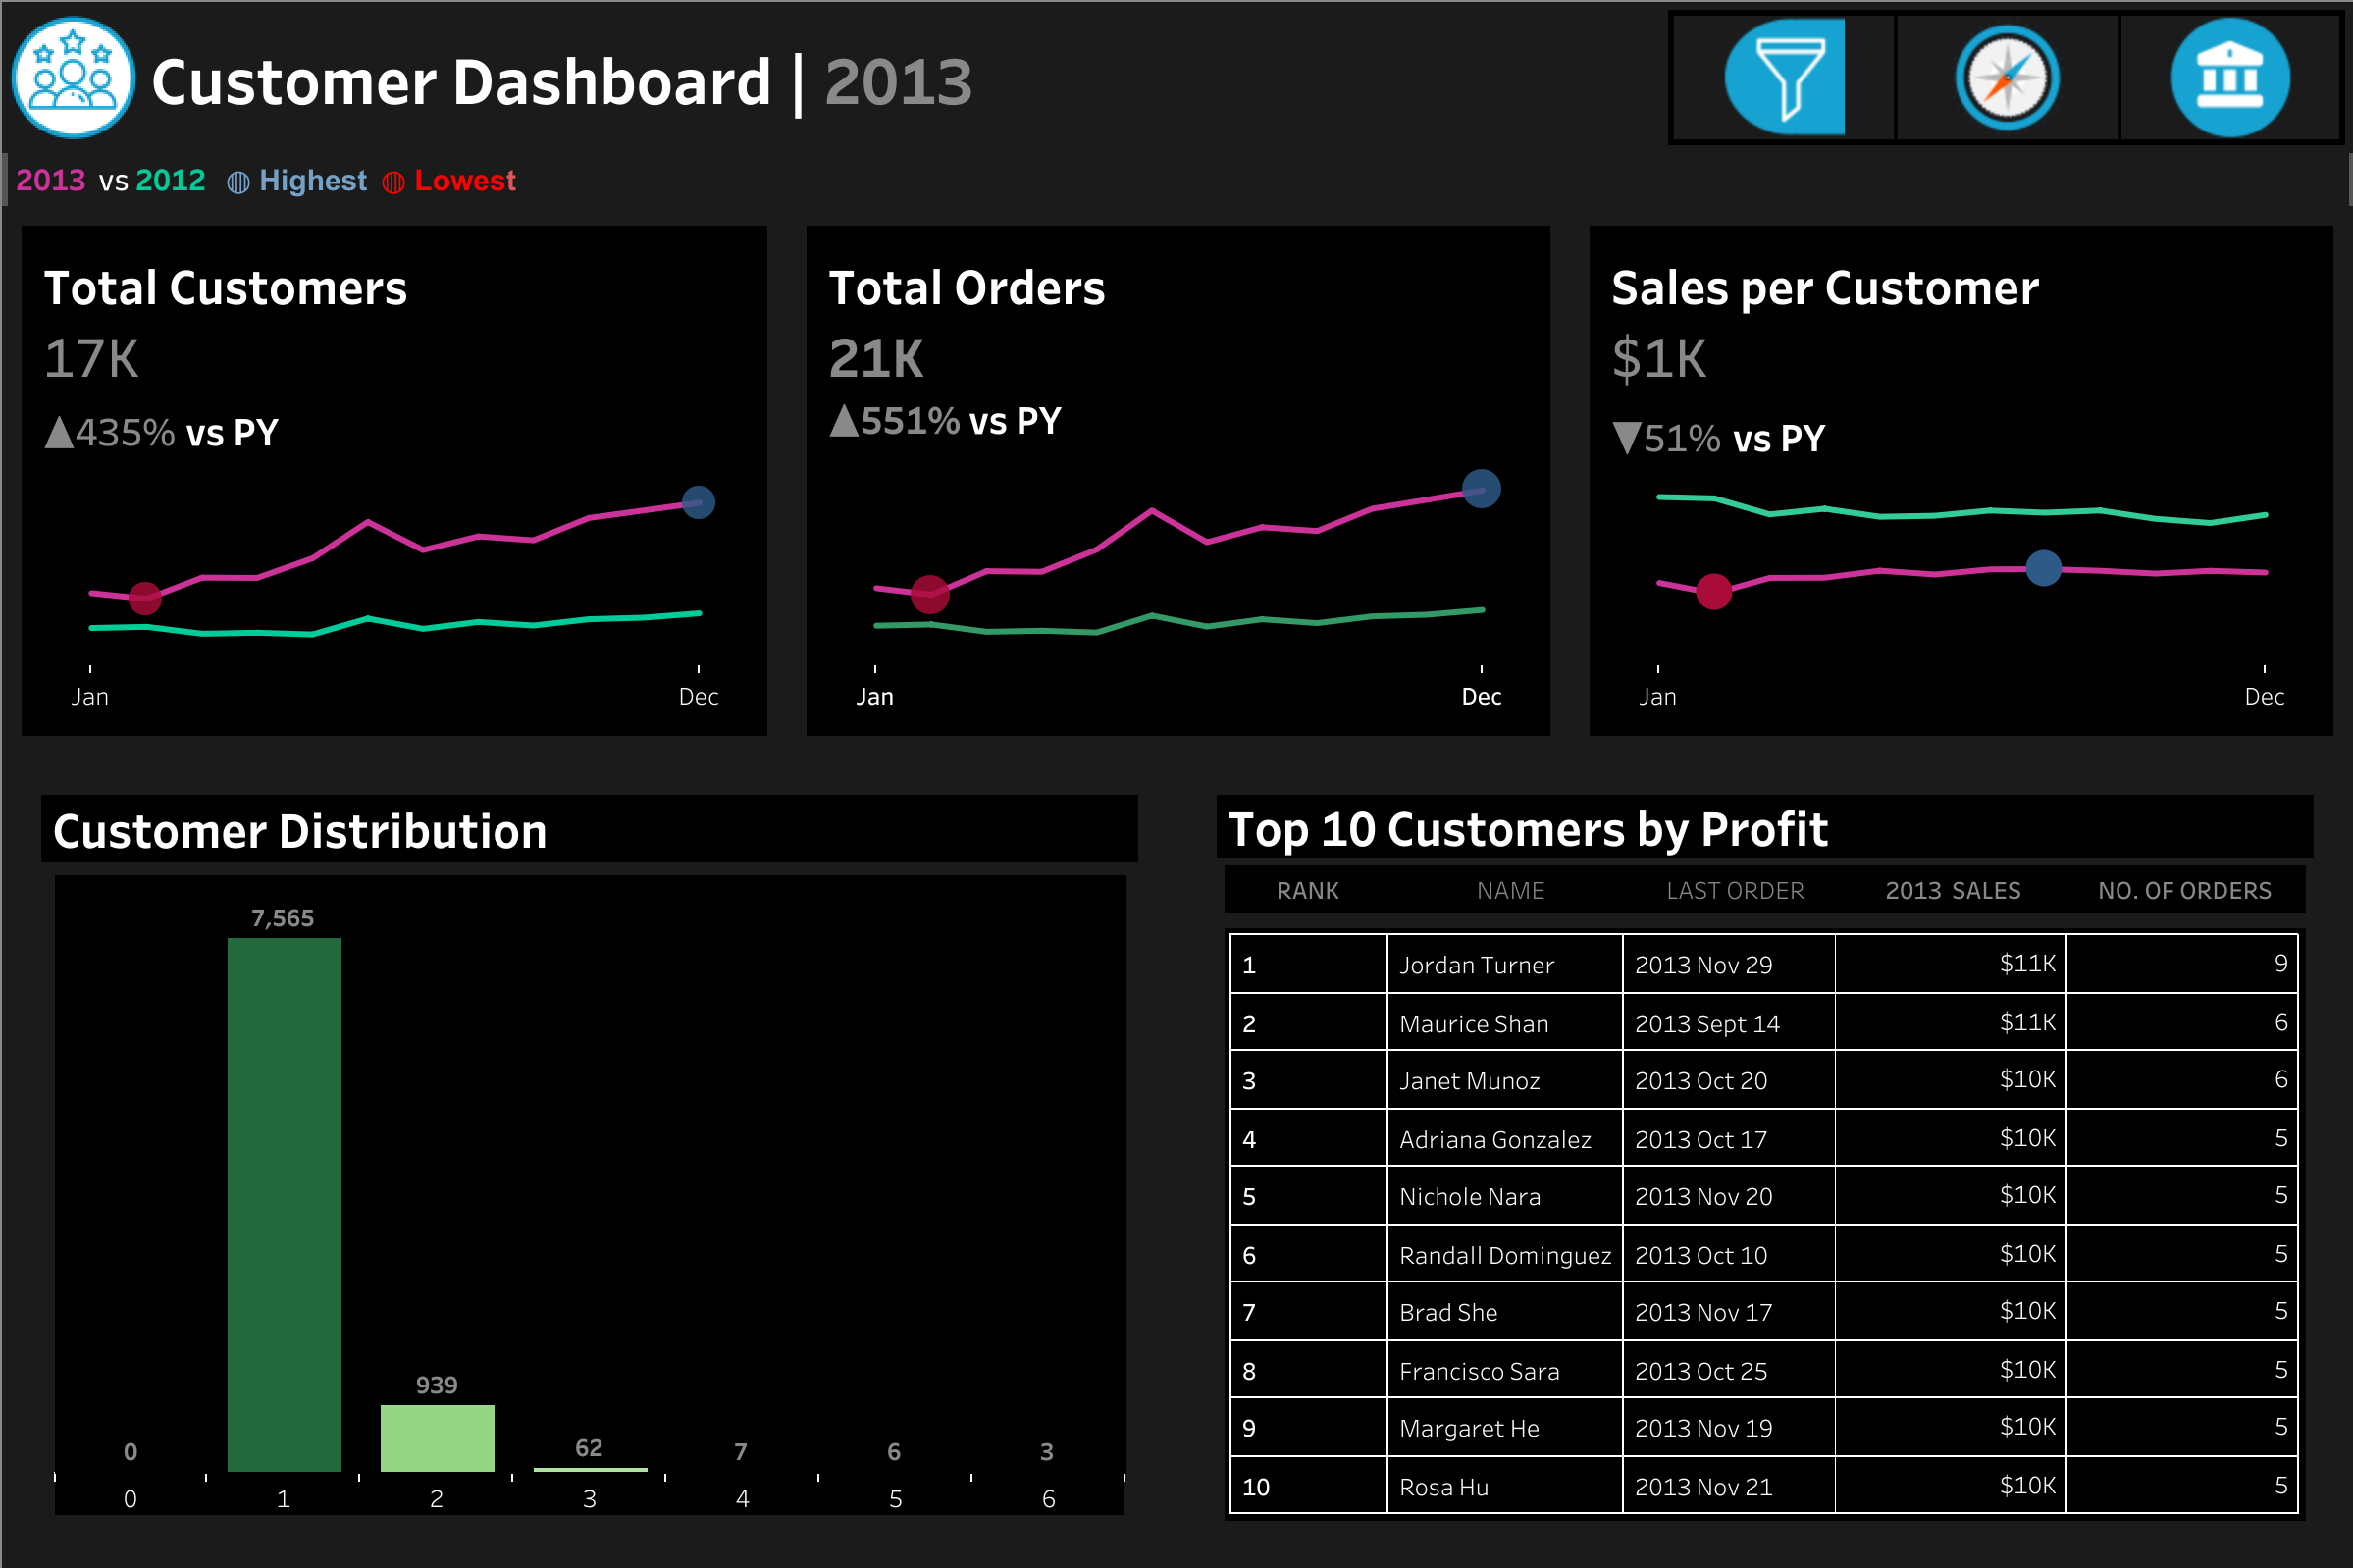 Customer Dashboard | 2013
2013 vs 2012 Highest Lowest
Total Customers
17K
▲435% vs PY
Jan Dec
Total Orders
21K
▲551% vs PY
Jan Dec
Sales per Customer
$1K
▼51% vs PY
Jan Dec
Customer Distribution
0 7,565 939 62 7 6 3
0 1 2 3 4 5 6
Top 10 Customers by Profit
RANK NAME LAST ORDER 2013 SALES NO. OF ORDERS
1 Jordan Turner 2013 Nov 29 $11K 9
2 Maurice Shan 2013 Sept 14 $11K 6
3 Janet Munoz 2013 Oct 20 $10K 6
4 Adriana Gonzalez 2013 Oct 17 $10K 5
5 Nichole Nara 2013 Nov 20 $10K 5
6 Randall Dominguez 2013 Oct 10 $10K 5
7 Brad She 2013 Nov 17 $10K 5
8 Francisco Sara 2013 Oct 25 $10K 5
9 Margaret He 2013 Nov 19 $10K 5
10 Rosa Hu 2013 Nov 21 $10K 5